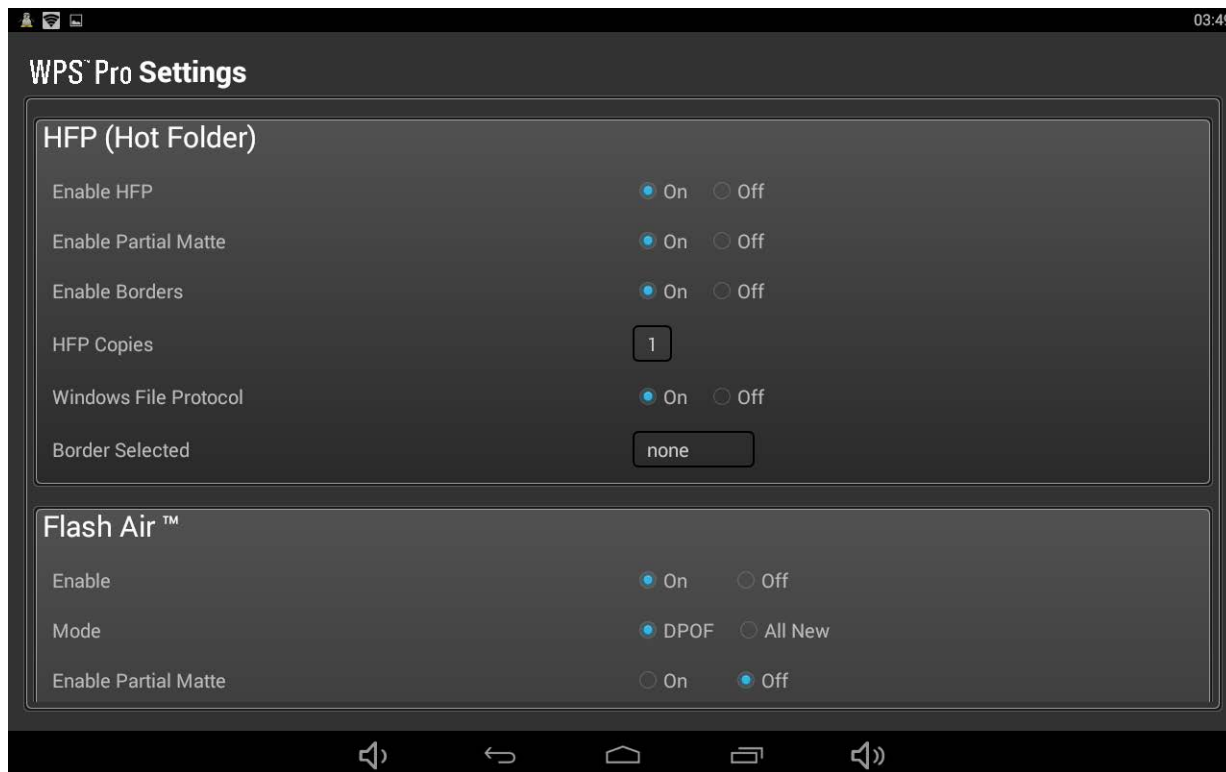 03:49
WPS™ Pro Settings
HFP (Hot Folder)
Enable HFP On Off
Enable Partial Matte On Off
Enable Borders On Off
HFP Copies 1
Windows File Protocol On Off
Border Selected none
Flash Air ™
Enable On Off
Mode DPOF All New
Enable Partial Matte On Off